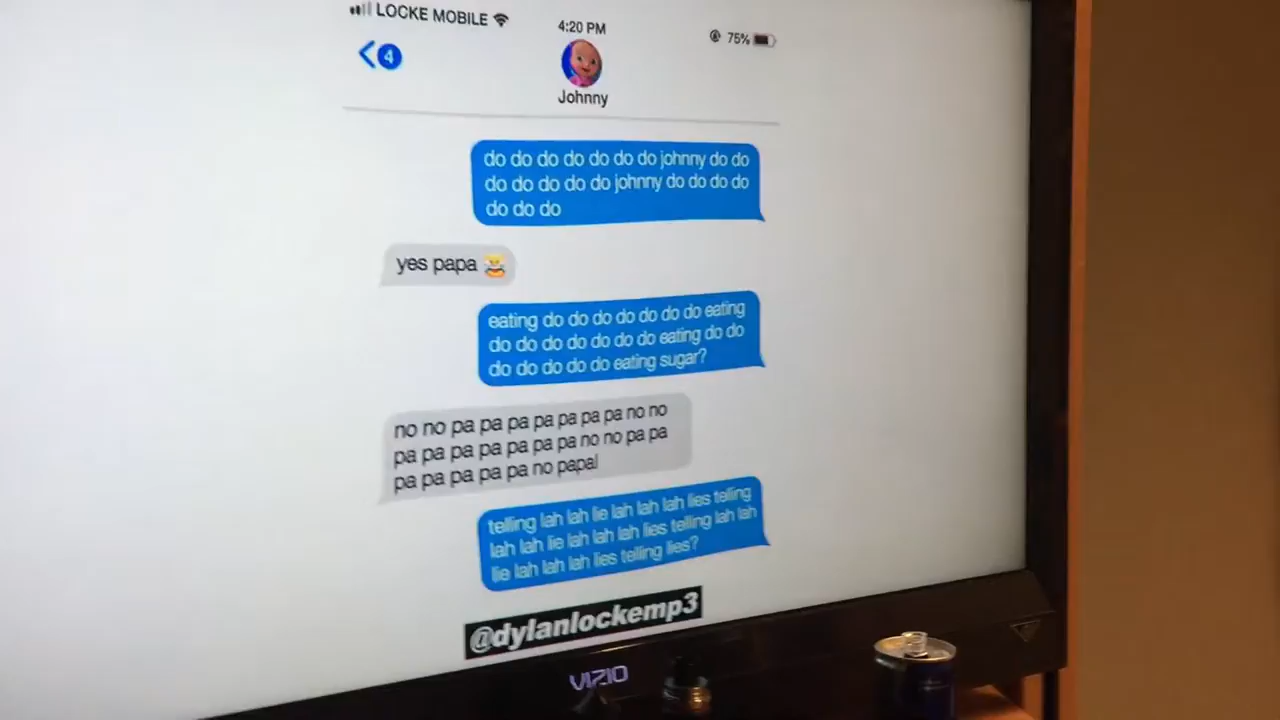 LOCKE MOBILE
4:20 PM
75%
4
Johnny
do do do do do do do johnny do do
do do do do do johnny do do do do
do do do
yes papa
eating do do do do do do do eating
do do do do do do do eating do do
do do do do do eating sugar?
no no pa pa pa pa pa pa pa no no
pa pa pa pa pa pa pa no no pa pa
pa pa pa pa pa no papa!
telling lah lah lie lah lah lah lies telling
lah lah lie lah lah lah lies telling lah lah
lie lah lah lah lies telling lies?
@dylanlockemp3
VIZIO